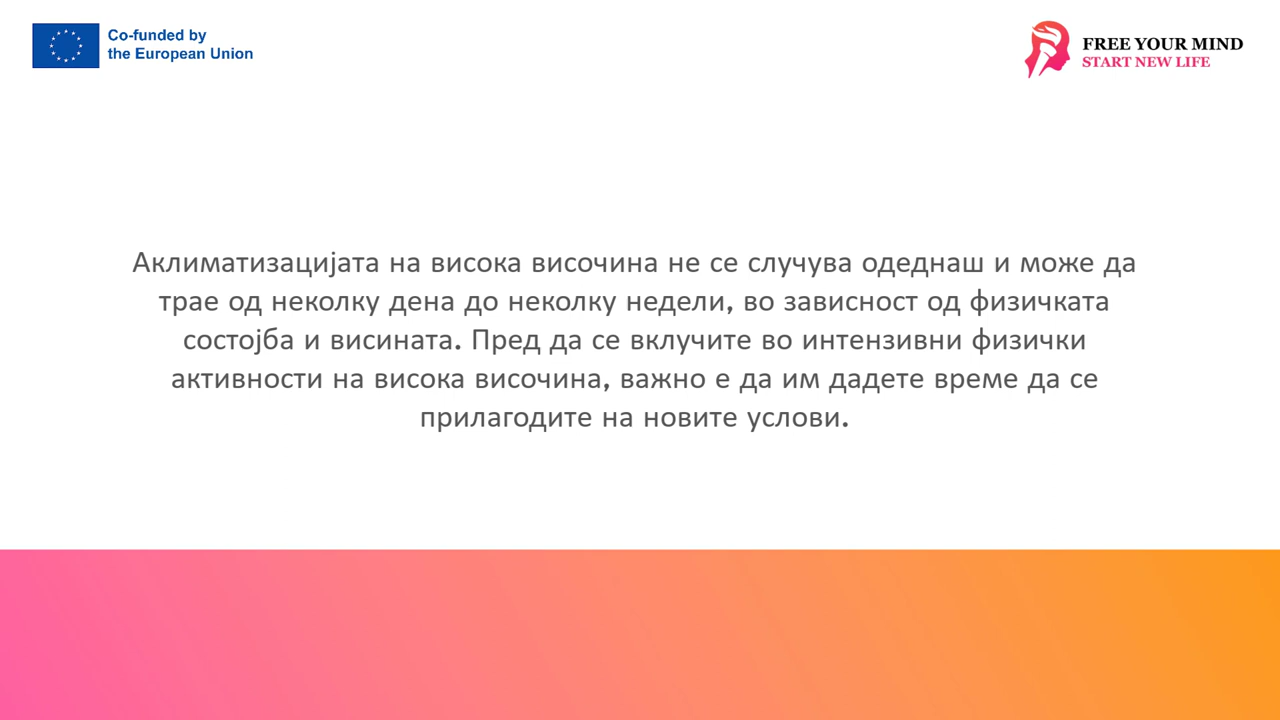 Co-funded by
the European Union
FREE YOUR MIND
START NEW LIFE
Аклиматизацијата на висока височина не се случува одеднаш и може да
трае од неколку дена до неколку недели, во зависност од физичката
состојба и висината. Пред да се вклучите во интензивни физички
активности на висока височина, важно е да им дадете време да се
прилагодите на новите услови.